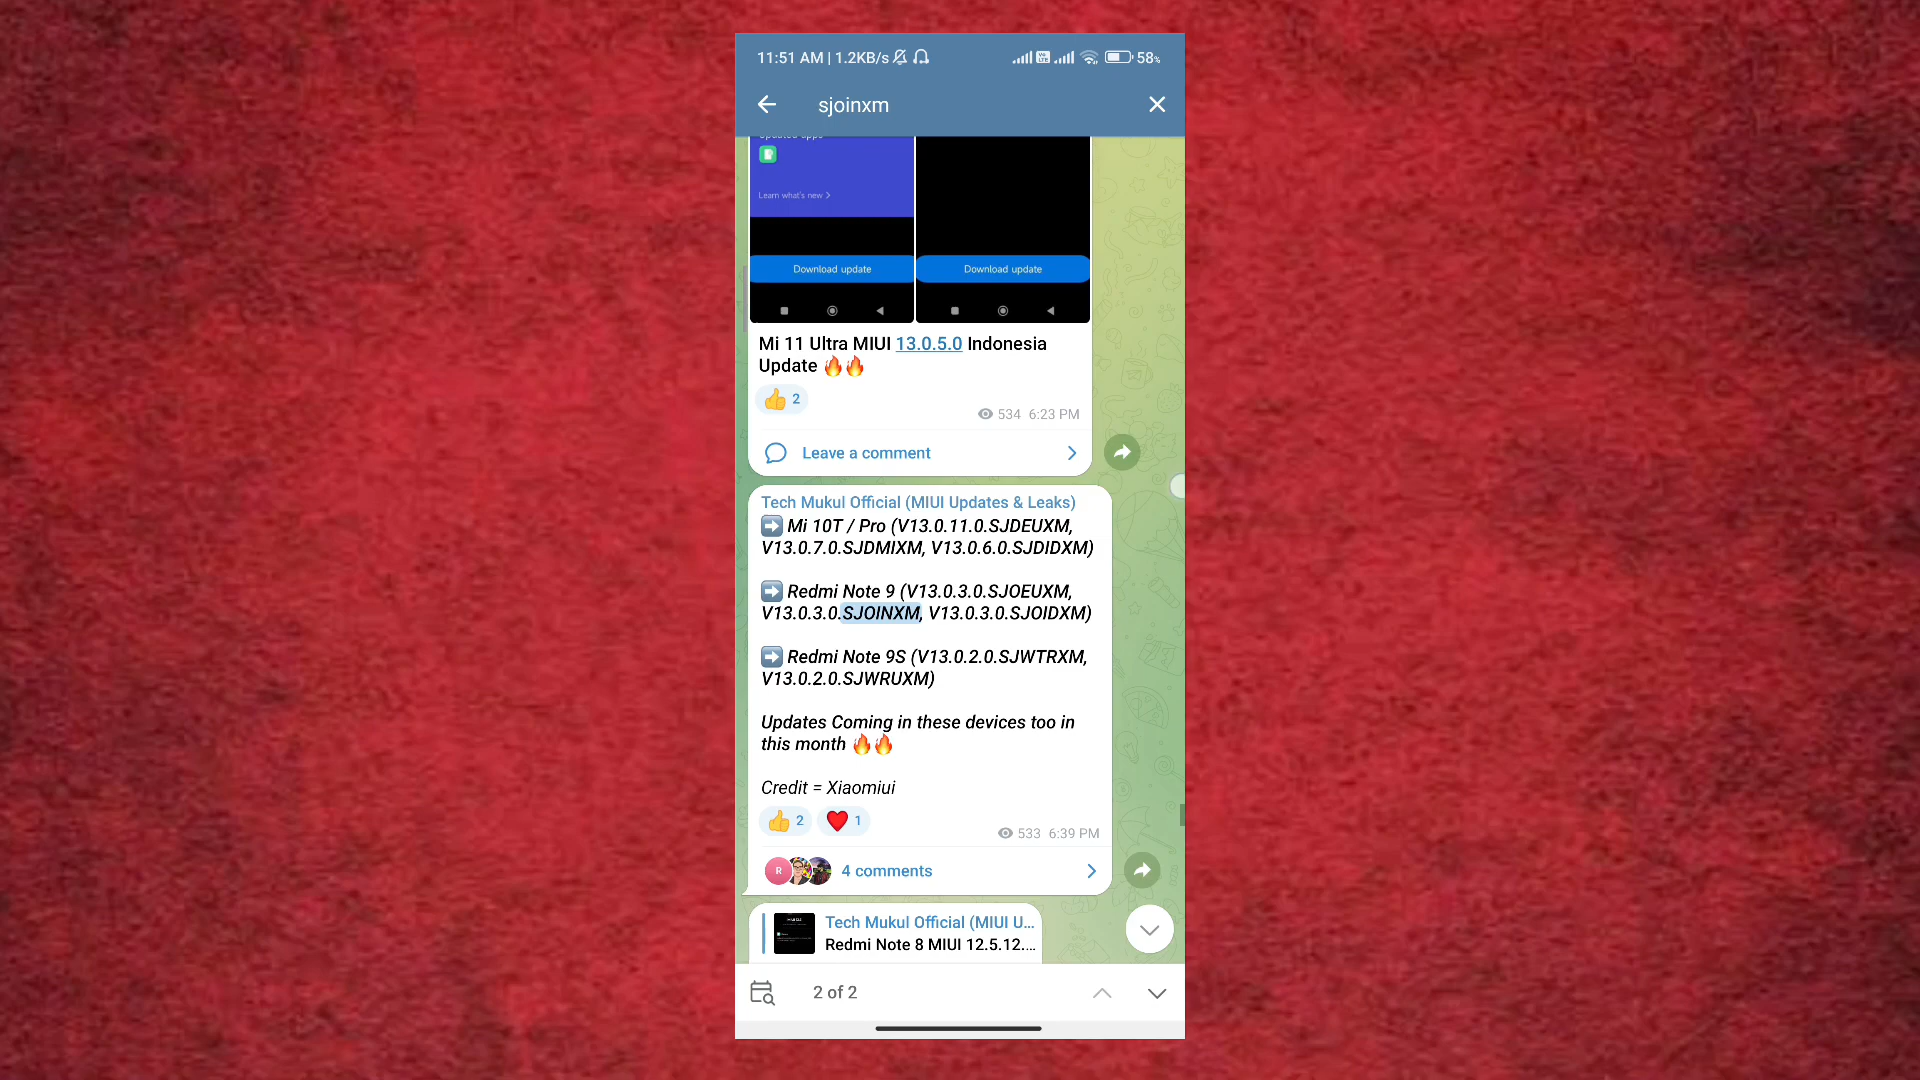 11:51 AM | 1.2KB/s
58%
sjoinxm
Updated apps
Learn what's new >
Download update
Download update
Mi 11 Ultra MIUI 13.0.5.0 Indonesia
Update 🔥🔥
👍 2
534 6:23 PM
Leave a comment
Tech Mukul Official (MIUI Updates & Leaks)
➡️ Mi 10T / Pro (V13.0.11.0.SJDEUXM,
V13.0.7.0.SJDMIXM, V13.0.6.0.SJDIDXM)
➡️ Redmi Note 9 (V13.0.3.0.SJOEUXM,
V13.0.3.0.SJOINXM, V13.0.3.0.SJOIDXM)
➡️ Redmi Note 9S (V13.0.2.0.SJWTRXM,
V13.0.2.0.SJWRUXM)
Updates Coming in these devices too in
this month 🔥🔥
Credit = Xiaomiui
👍 2 ❤️ 1
533 6:39 PM
R
4 comments
Tech Mukul Official (MIUI U...
Redmi Note 8 MIUI 12.5.12....
2 of 2